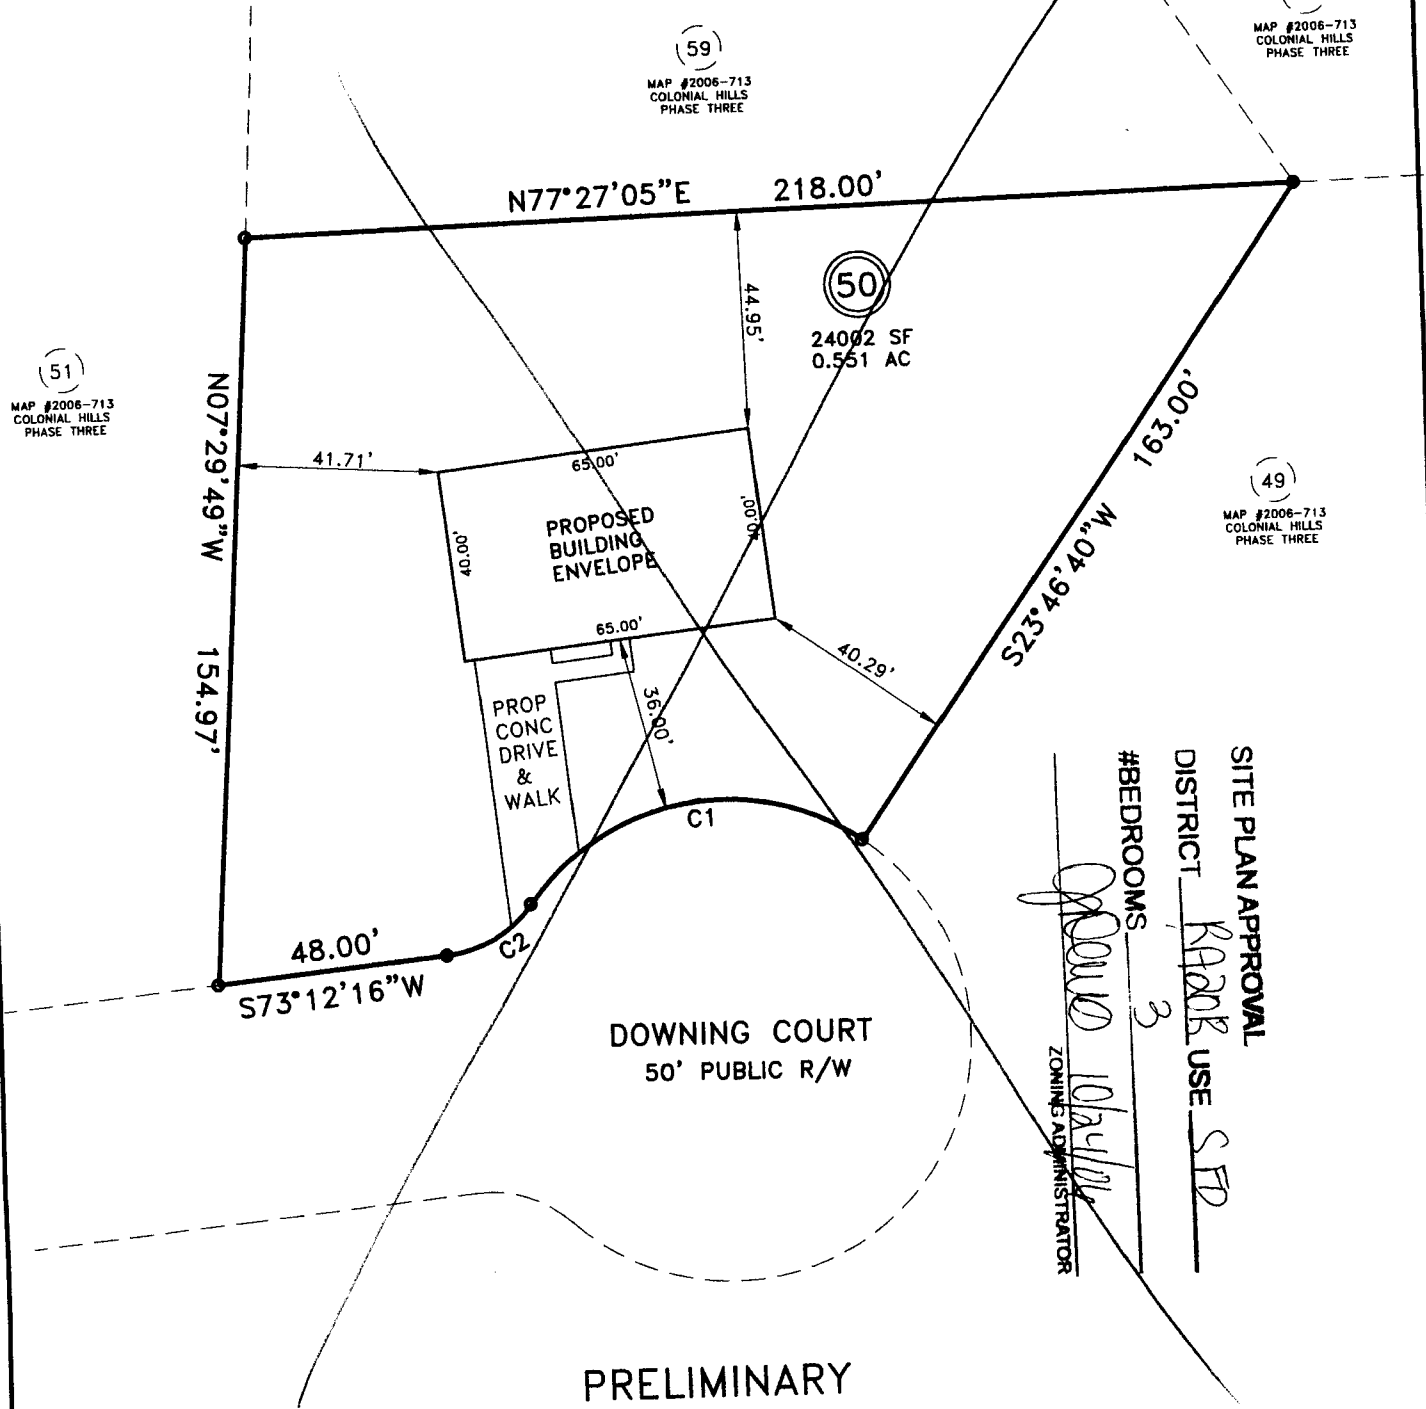 59
MAP #2006-713
COLONIAL HILLS
PHASE THREE
MAP #2006-713
COLONIAL HILLS
PHASE THREE
N77°27'05"E 218.00'
50
24002 SF
0.551 AC
44.95'
51
MAP #2006-713
COLONIAL HILLS
PHASE THREE
N07°29'49"W 154.97'
41.71'
65.00'
40.00'
PROPOSED
BUILDING
ENVELOPE
40.00'
65.00'
163.00'
S23°46'40"W
49
MAP #2006-713
COLONIAL HILLS
PHASE THREE
40.29'
36.00'
PROP
CONC
DRIVE
&
WALK
C1
C2
48.00'
S73°12'16"W
DOWNING COURT
50' PUBLIC R/W
SITE PLAN APPROVAL
DISTRICT RA20R USE SFD
#BEDROOMS 3
ZONING ADMINISTRATOR
PRELIMINARY